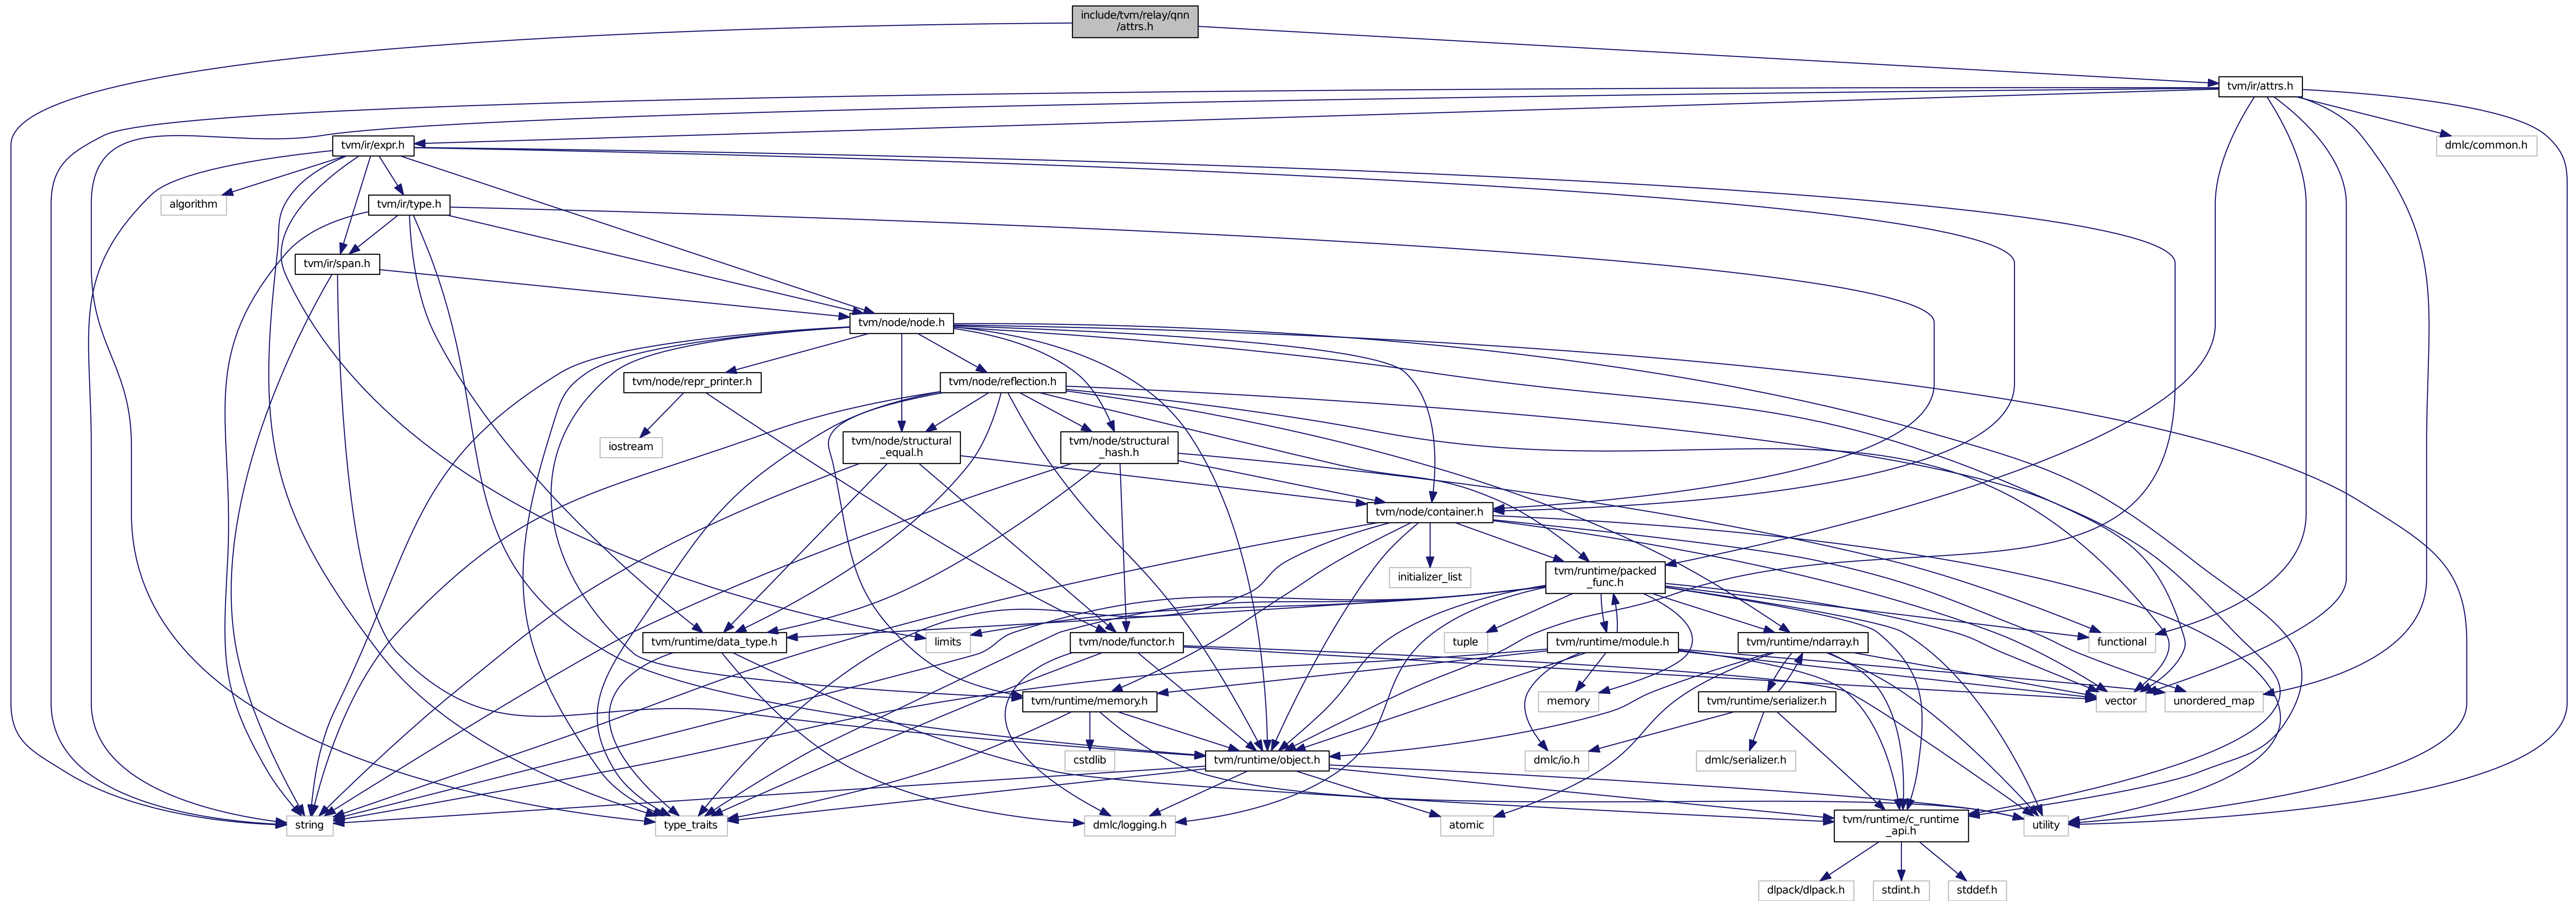 include/tvm/relay/qnn
/attrs.h
tvm/ir/attrs.h
tvm/ir/expr.h
dmlc/common.h
algorithm
tvm/ir/type.h
tvm/ir/span.h
tvm/node/node.h
tvm/node/repr_printer.h
tvm/node/reflection.h
iostream
tvm/node/structural
_equal.h
tvm/node/structural
_hash.h
tvm/node/container.h
initializer_list
tvm/runtime/packed
_func.h
tvm/runtime/data_type.h
limits
tvm/node/functor.h
tuple
tvm/runtime/module.h
tvm/runtime/ndarray.h
functional
tvm/runtime/memory.h
memory
tvm/runtime/serializer.h
vector
unordered_map
cstdlib
tvm/runtime/object.h
dmlc/io.h
dmlc/serializer.h
string
type_traits
dmlc/logging.h
atomic
tvm/runtime/c_runtime
_api.h
utility
dlpack/dlpack.h
stdint.h
stddef.h